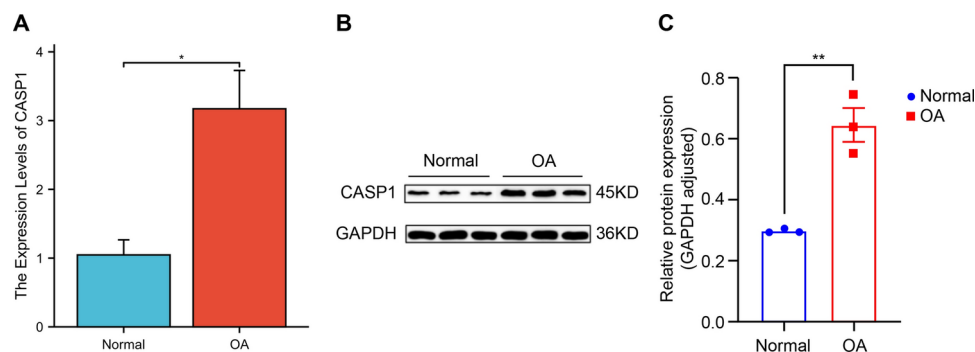 A
The Expression Levels of CASP1
4
3
2
1
0
*
Normal
OA
B
Normal
OA
CASP1
45KD
GAPDH
36KD
C
Relative protein expression
(GAPDH adjusted)
0.8
0.6
0.4
0.2
0.0
**
Normal
OA
Normal
OA